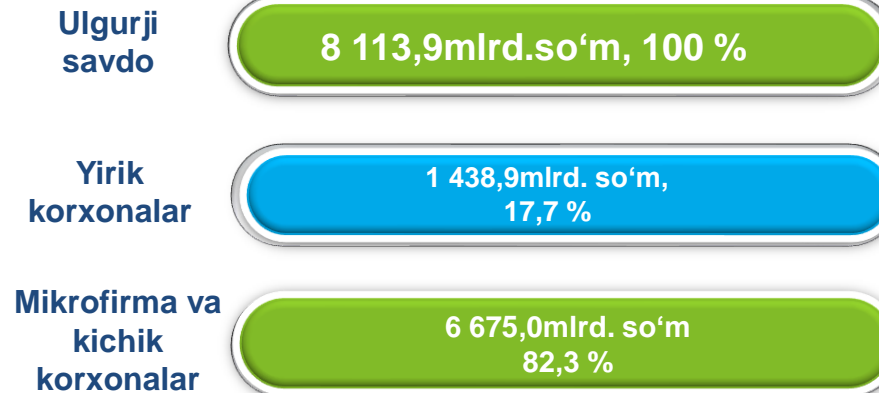 Ulgurji
savdo
8 113,9mlrd.so‘m, 100 %
Yirik
korxonalar
1 438,9mlrd. so‘m,
17,7 %
Mikrofirma va
kichik
korxonalar
6 675,0mlrd. so‘m
82,3 %